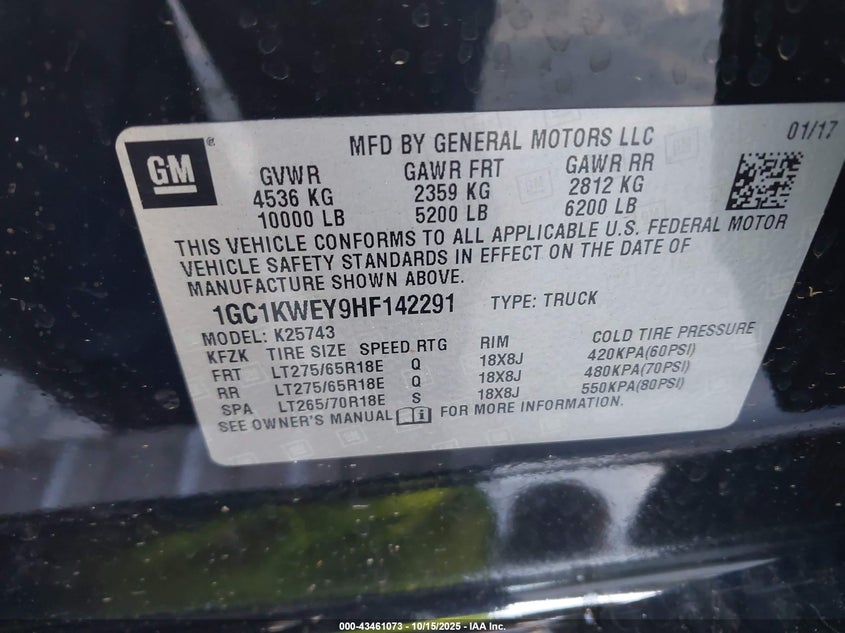 MFD BY GENERAL MOTORS LLC 01/17
GM®
GVWR GAWR FRT GAWR RR
4536 KG 2359 KG 2812 KG
10000 LB 5200 LB 6200 LB
THIS VEHICLE CONFORMS TO ALL APPLICABLE U.S. FEDERAL MOTOR
VEHICLE SAFETY STANDARDS IN EFFECT ON THE DATE OF
MANUFACTURE SHOWN ABOVE.
1GC1KWEY9HF142291 TYPE: TRUCK
MODEL: K25743
KFZK TIRE SIZE SPEED RTG RIM COLD TIRE PRESSURE
FRT LT275/65R18E Q 18X8J 420KPA(60PSI)
RR LT275/65R18E Q 18X8J 480KPA(70PSI)
SPA LT265/70R18E S 18X8J 550KPA(80PSI)
SEE OWNER'S MANUAL FOR MORE INFORMATION.
000-43461073 - 10/15/2025 - IAA Inc.